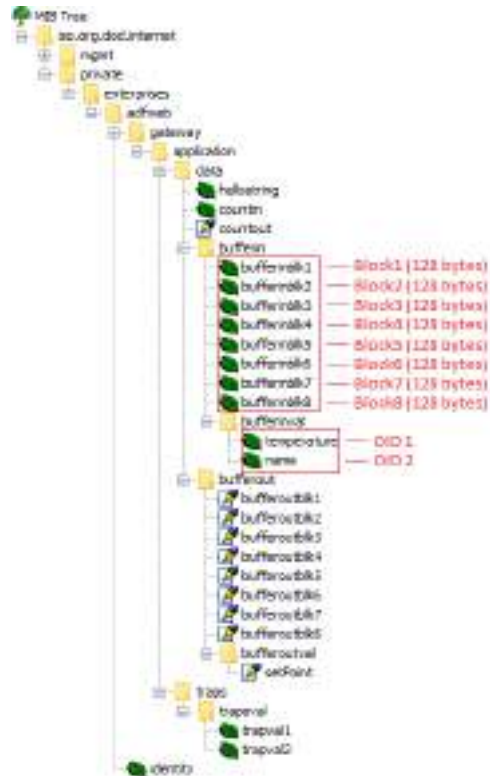 MIB Tree
iso.org.dod.internet
mgmt
private
enterprises
adfweb
gateway
application
data
hellostring
countin
countout
bufferin
bufferinblk1 Block1 (128 bytes)
bufferinblk2 Block2 (128 bytes)
bufferinblk3 Block3 (128 bytes)
bufferinblk4 Block4 (128 bytes)
bufferinblk5 Block5 (128 bytes)
bufferinblk6 Block6 (128 bytes)
bufferinblk7 Block7 (128 bytes)
bufferinblk8 Block8 (128 bytes)
bufferinval
temperature OID 1
name OID 2
bufferout
bufferoutblk1
bufferoutblk2
bufferoutblk3
bufferoutblk4
bufferoutblk5
bufferoutblk6
bufferoutblk7
bufferoutblk8
bufferoutval
setPoint
traps
trapsval
trapval1
trapval2
identity